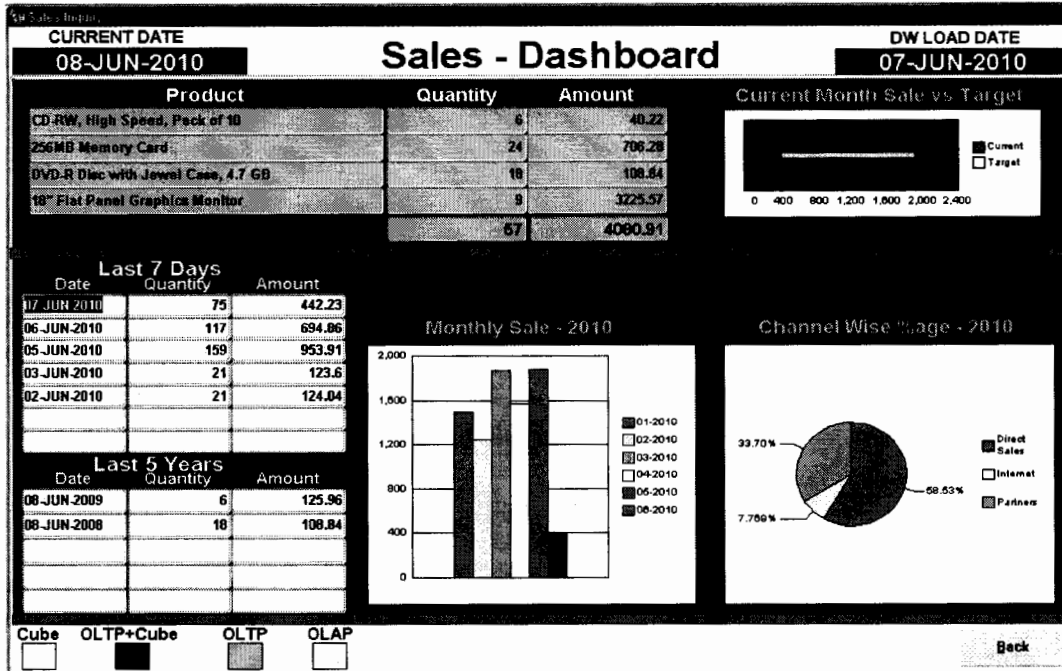 Sales Inquiry
CURRENT DATE
08-JUN-2010
Sales - Dashboard
DW LOAD DATE
07-JUN-2010
Product Quantity Amount
CD-RW, High Speed, Pack of 10 6 40.22
256MB Memory Card 24 706.28
DVD-R Disc with Jewel Case, 4.7 GB 18 108.84
18" Flat Panel Graphics Monitor 9 3225.57
57 4080.91
Current Month Sale vs Target
Current
Target
0 400 800 1,200 1,600 2,000 2,400
Last 7 Days
Date Quantity Amount
07-JUN-2010 75 442.23
06-JUN-2010 117 694.86
05-JUN-2010 159 953.91
03-JUN-2010 21 123.6
02-JUN-2010 21 124.04
Last 5 Years
Date Quantity Amount
08-JUN-2009 6 125.96
08-JUN-2008 18 108.84
Monthly Sale - 2010
2,000
1,600
1,200
800
400
0
01-2010
02-2010
03-2010
04-2010
05-2010
06-2010
Channel Wise %age - 2010
33.70%
7.769%
58.53%
Direct
Sales
Internet
Partners
Cube OLTP+Cube OLTP OLAP
Back